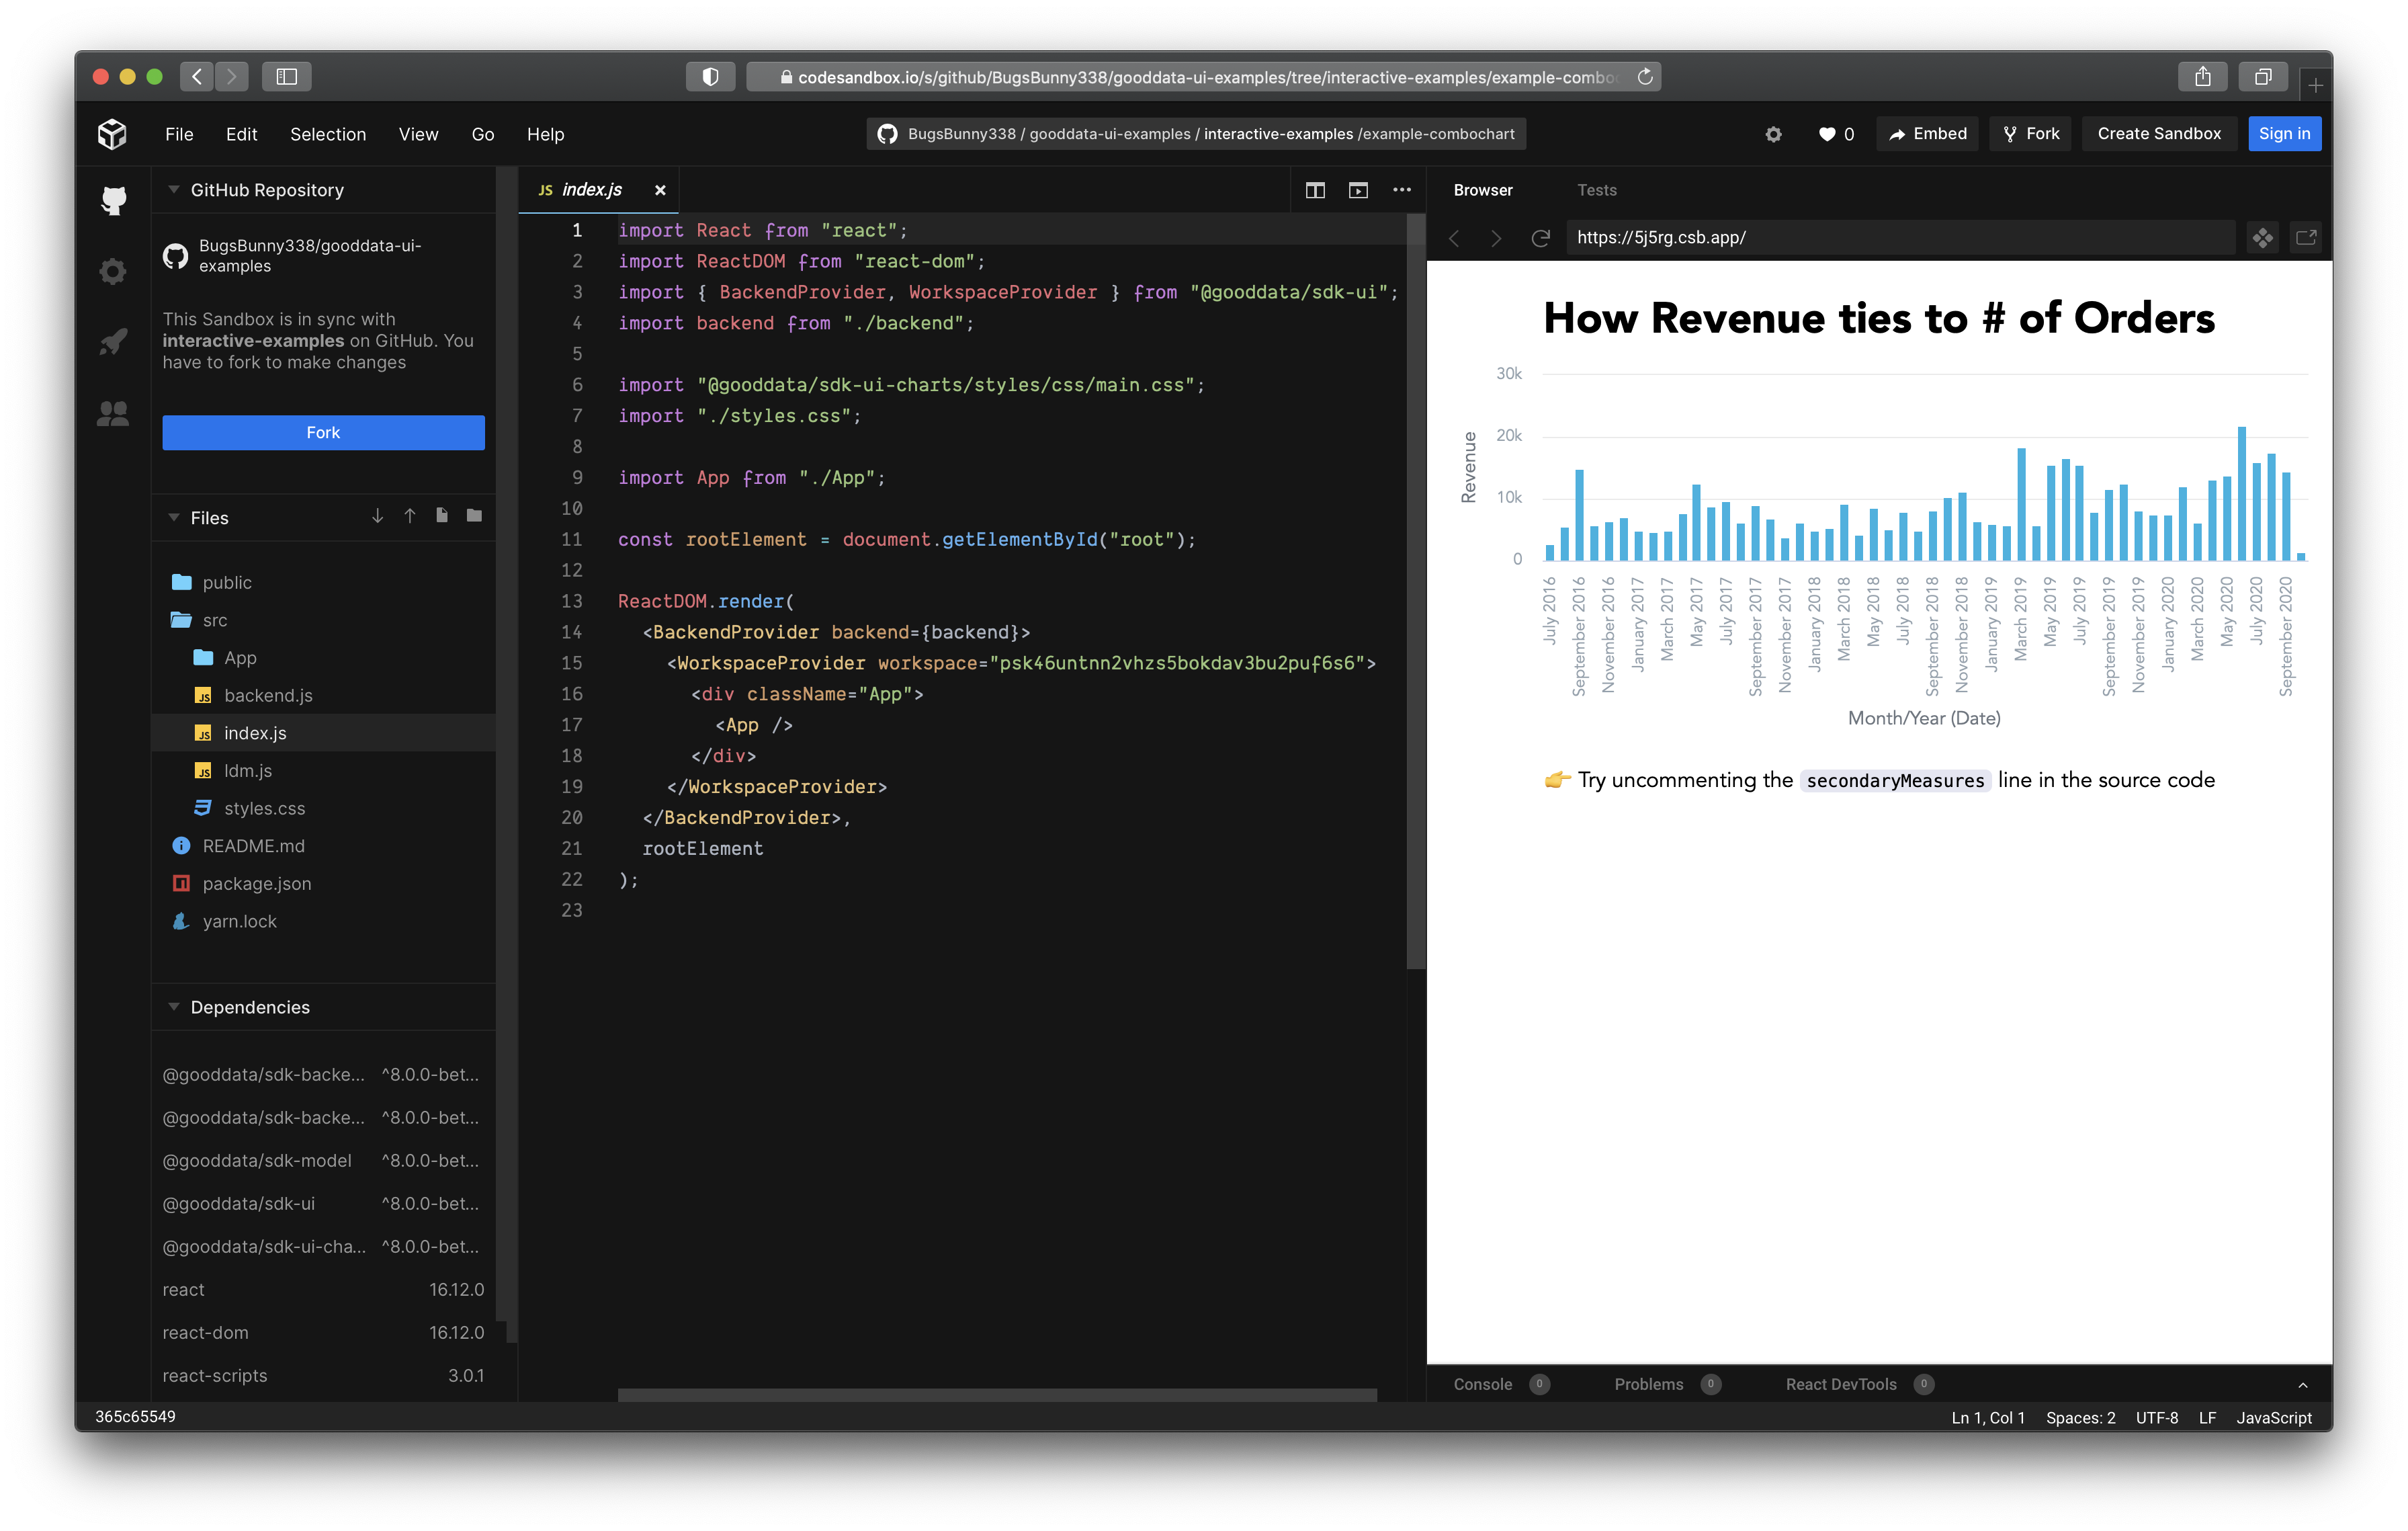 codesandbox.io/s/github/BugsBunny338/gooddata-ui-examples/tree/interactive-examples/example-combo
File Edit Selection View Go Help
BugsBunny338 / gooddata-ui-examples / interactive-examples /example-combochart
0 Embed Fork Create Sandbox Sign in
GitHub Repository
BugsBunny338/gooddata-ui-
examples
This Sandbox is in sync with
interactive-examples on GitHub. You
have to fork to make changes
Fork
Files
public
src
App
JS backend.js
JS index.js
JS ldm.js
styles.css
README.md
package.json
yarn.lock
Dependencies
@gooddata/sdk-backe... ^8.0.0-bet...
@gooddata/sdk-backe... ^8.0.0-bet...
@gooddata/sdk-model ^8.0.0-bet...
@gooddata/sdk-ui ^8.0.0-bet...
@gooddata/sdk-ui-cha... ^8.0.0-bet...
react 16.12.0
react-dom 16.12.0
react-scripts 3.0.1
JS index.js
1 import React from "react";
2 import ReactDOM from "react-dom";
3 import { BackendProvider, WorkspaceProvider } from "@gooddata/sdk-ui";
4 import backend from "./backend";
5
6 import "@gooddata/sdk-ui-charts/styles/css/main.css";
7 import "./styles.css";
8
9 import App from "./App";
10
11 const rootElement = document.getElementById("root");
12
13 ReactDOM.render(
14 <BackendProvider backend={backend}>
15 <WorkspaceProvider workspace="psk46untnn2vhzs5bokdav3bu2puf6s6">
16 <div className="App">
17 <App />
18 </div>
19 </WorkspaceProvider>
20 </BackendProvider>,
21 rootElement
22 );
23
Browser Tests
https://5j5rg.csb.app/
How Revenue ties to # of Orders
30k
20k
10k
0
Revenue
July 2016
September 2016
November 2016
January 2017
March 2017
May 2017
July 2017
September 2017
November 2017
January 2018
March 2018
May 2018
July 2018
September 2018
November 2018
January 2019
March 2019
May 2019
July 2019
September 2019
November 2019
January 2020
March 2020
May 2020
July 2020
September 2020
Month/Year (Date)
👉 Try uncommenting the secondaryMeasures line in the source code
Console 0 Problems 0 React DevTools 0
365c65549
Ln 1, Col 1 Spaces: 2 UTF-8 LF JavaScript